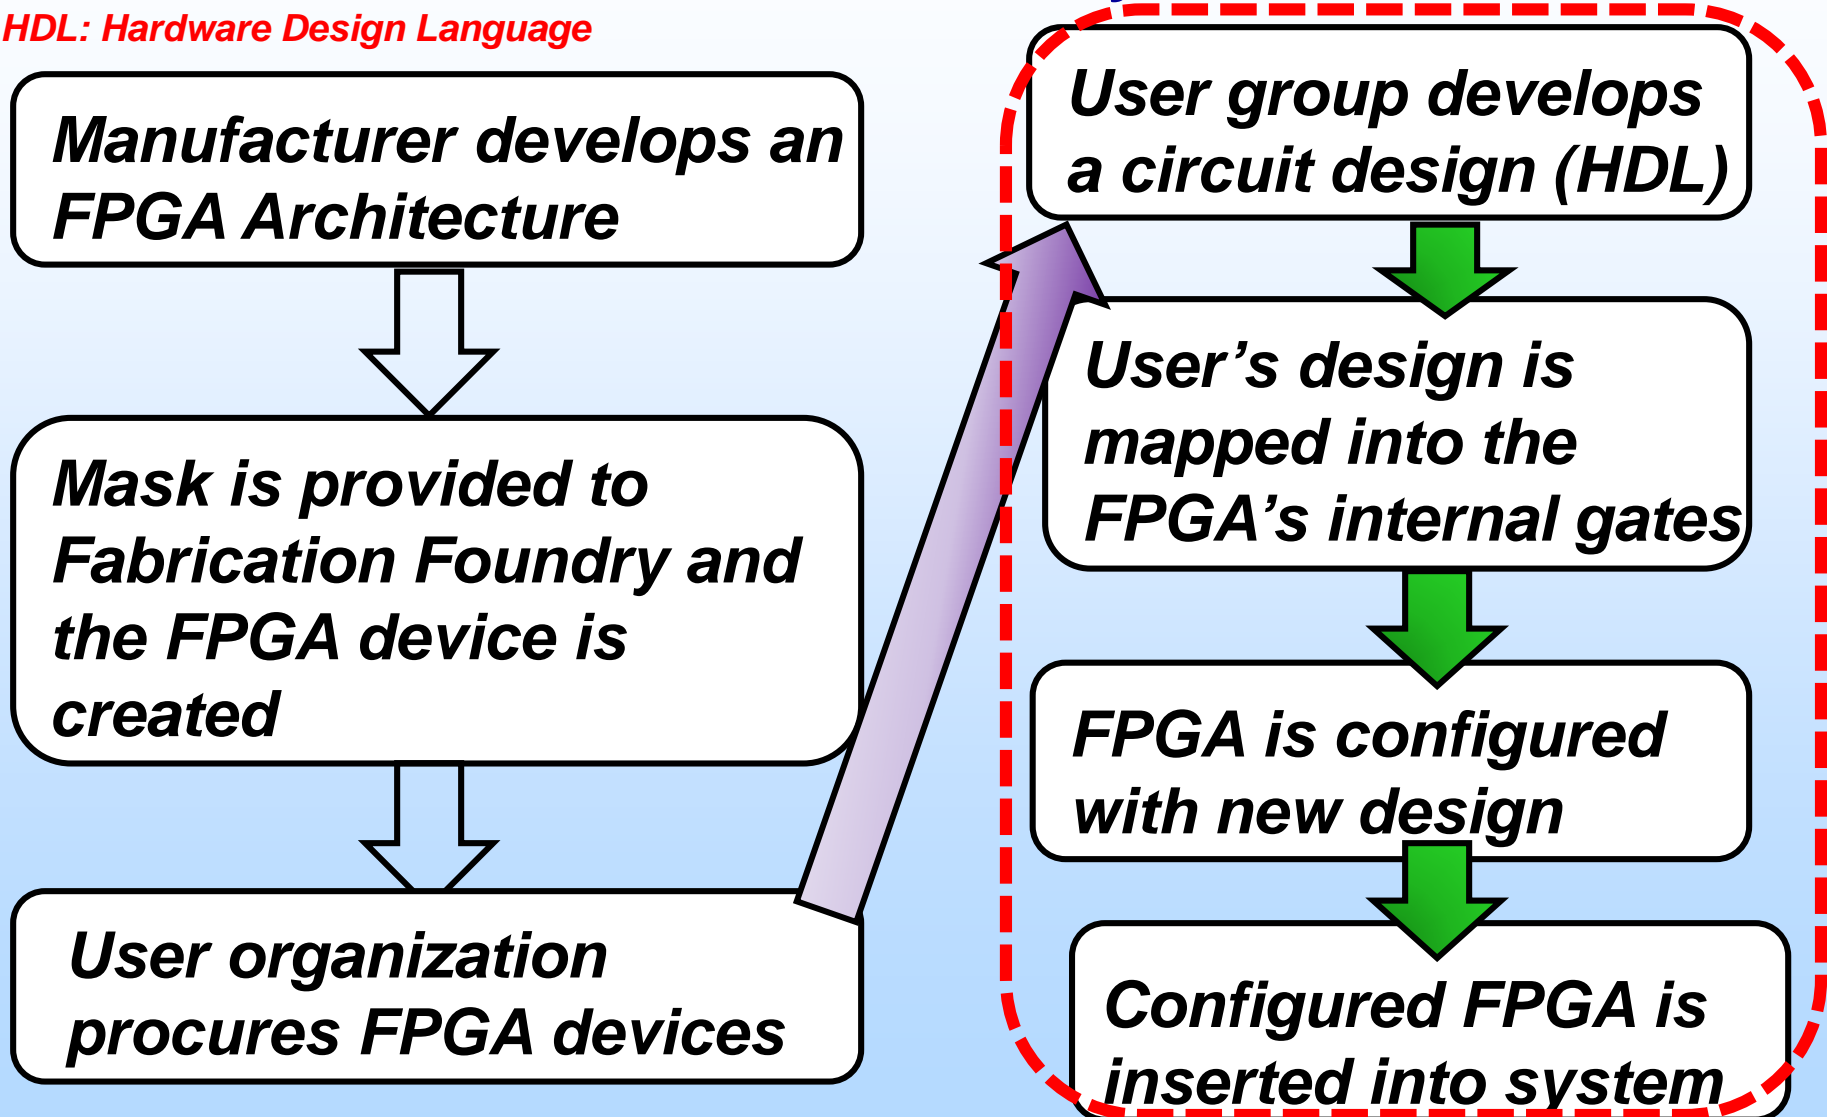 HDL: Hardware Design Language
Manufacturer develops an
FPGA Architecture
Mask is provided to
Fabrication Foundry and
the FPGA device is
created
User organization
procures FPGA devices
User group develops
a circuit design (HDL)
User’s design is
mapped into the
FPGA’s internal gates
FPGA is configured
with new design
Configured FPGA is
inserted into system